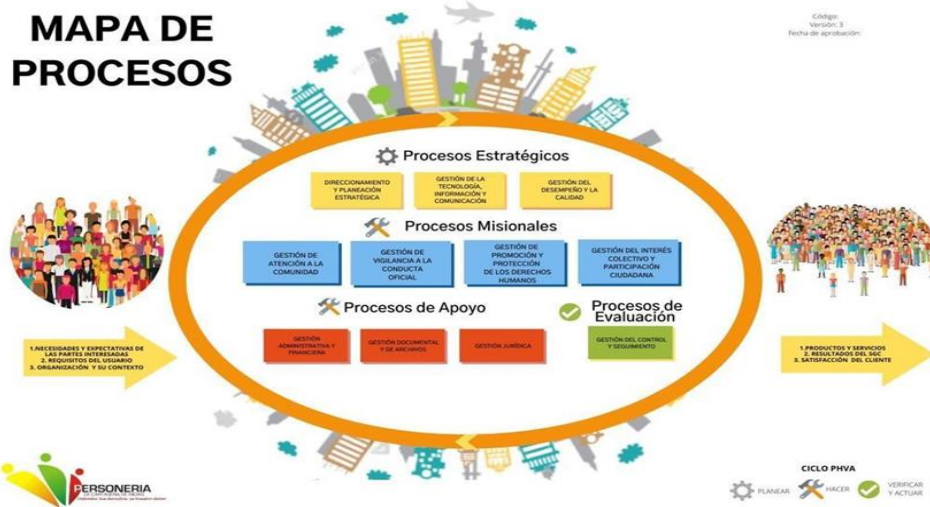 MAPA DE
PROCESOS
Código:
Versión: 3
Fecha de aprobación:
Procesos Estratégicos
DIRECCIONAMIENTO
Y PLANEACIÓN
ESTRATÉGICA
GESTIÓN DE LA
TECNOLOGÍA,
INFORMACIÓN Y
COMUNICACIÓN
GESTIÓN DEL
DESEMPEÑO Y LA
CALIDAD
Procesos Misionales
GESTIÓN DE
ATENCIÓN A LA
COMUNIDAD
GESTIÓN DE
VIGILANCIA A LA
CONDUCTA
OFICIAL
GESTIÓN DE
PROMOCIÓN Y
PROTECCIÓN
DE LOS DERECHOS
HUMANOS
GESTIÓN DEL INTERÉS
COLECTIVO Y
PARTICIPACIÓN
CIUDADANA
Procesos de Apoyo
GESTIÓN
ADMINISTRATIVA Y
FINANCIERA
GESTIÓN DOCUMENTAL
Y DE ARCHIVOS
GESTIÓN JURÍDICA
Procesos de
Evaluación
GESTIÓN DEL CONTROL
Y SEGUIMIENTO
1.NECESIDADES Y EXPECTATIVAS DE
LAS PARTES INTERESADAS
2. REQUISITOS DEL USUARIO
3. ORGANIZACIÓN Y SU CONTEXTO
1.PRODUCTOS Y SERVICIOS
2. RESULTADOS DEL SGC
3. SATISFACCIÓN DEL CLIENTE
PERSONERIA
DE CARTAGENA DE INDIAS
CICLO PHVA
PLANEAR
HACER
VERIFICAR
Y ACTUAR